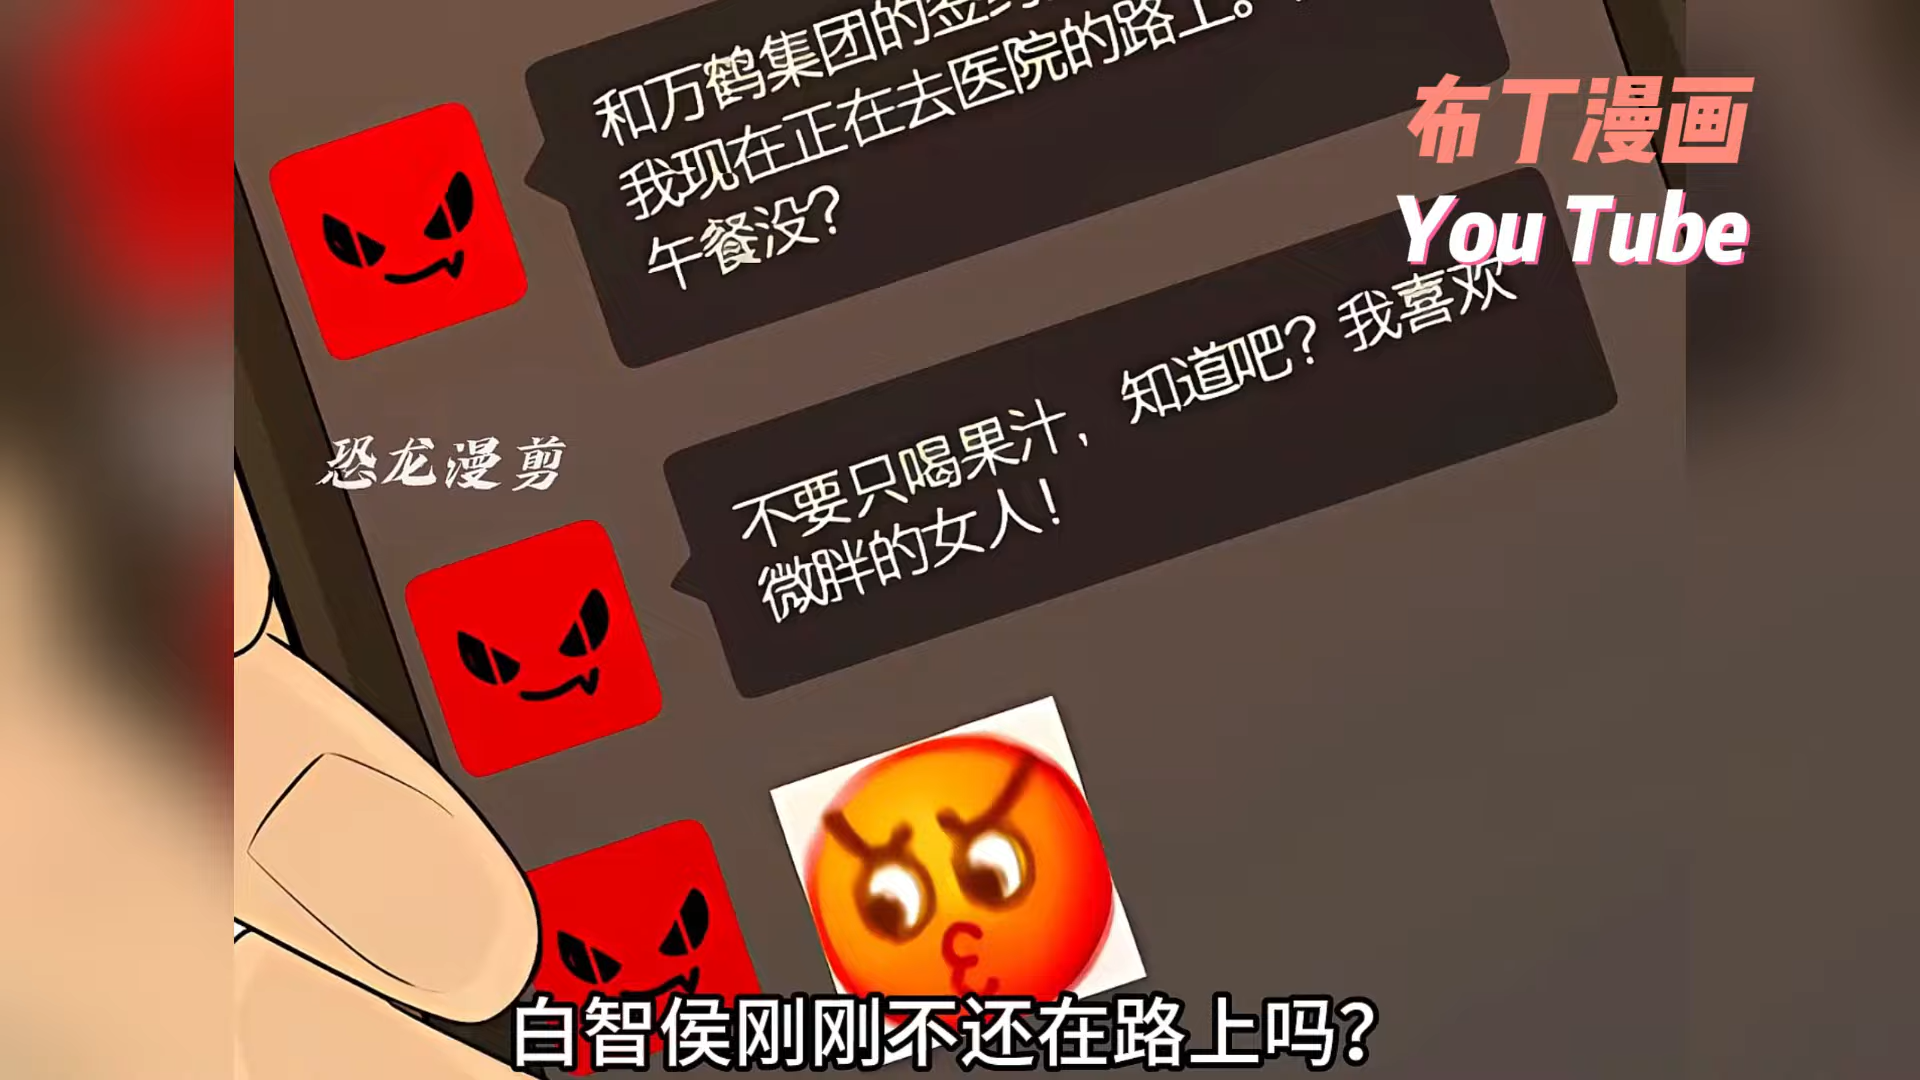 和万鹤集团的签约
我现在正在去医院的路上。
午餐没？
布丁漫画
You Tube
不要只喝果汁，知道吧？我喜欢
微胖的女人！
恐龙漫剪
白智侯刚刚不还在路上吗？